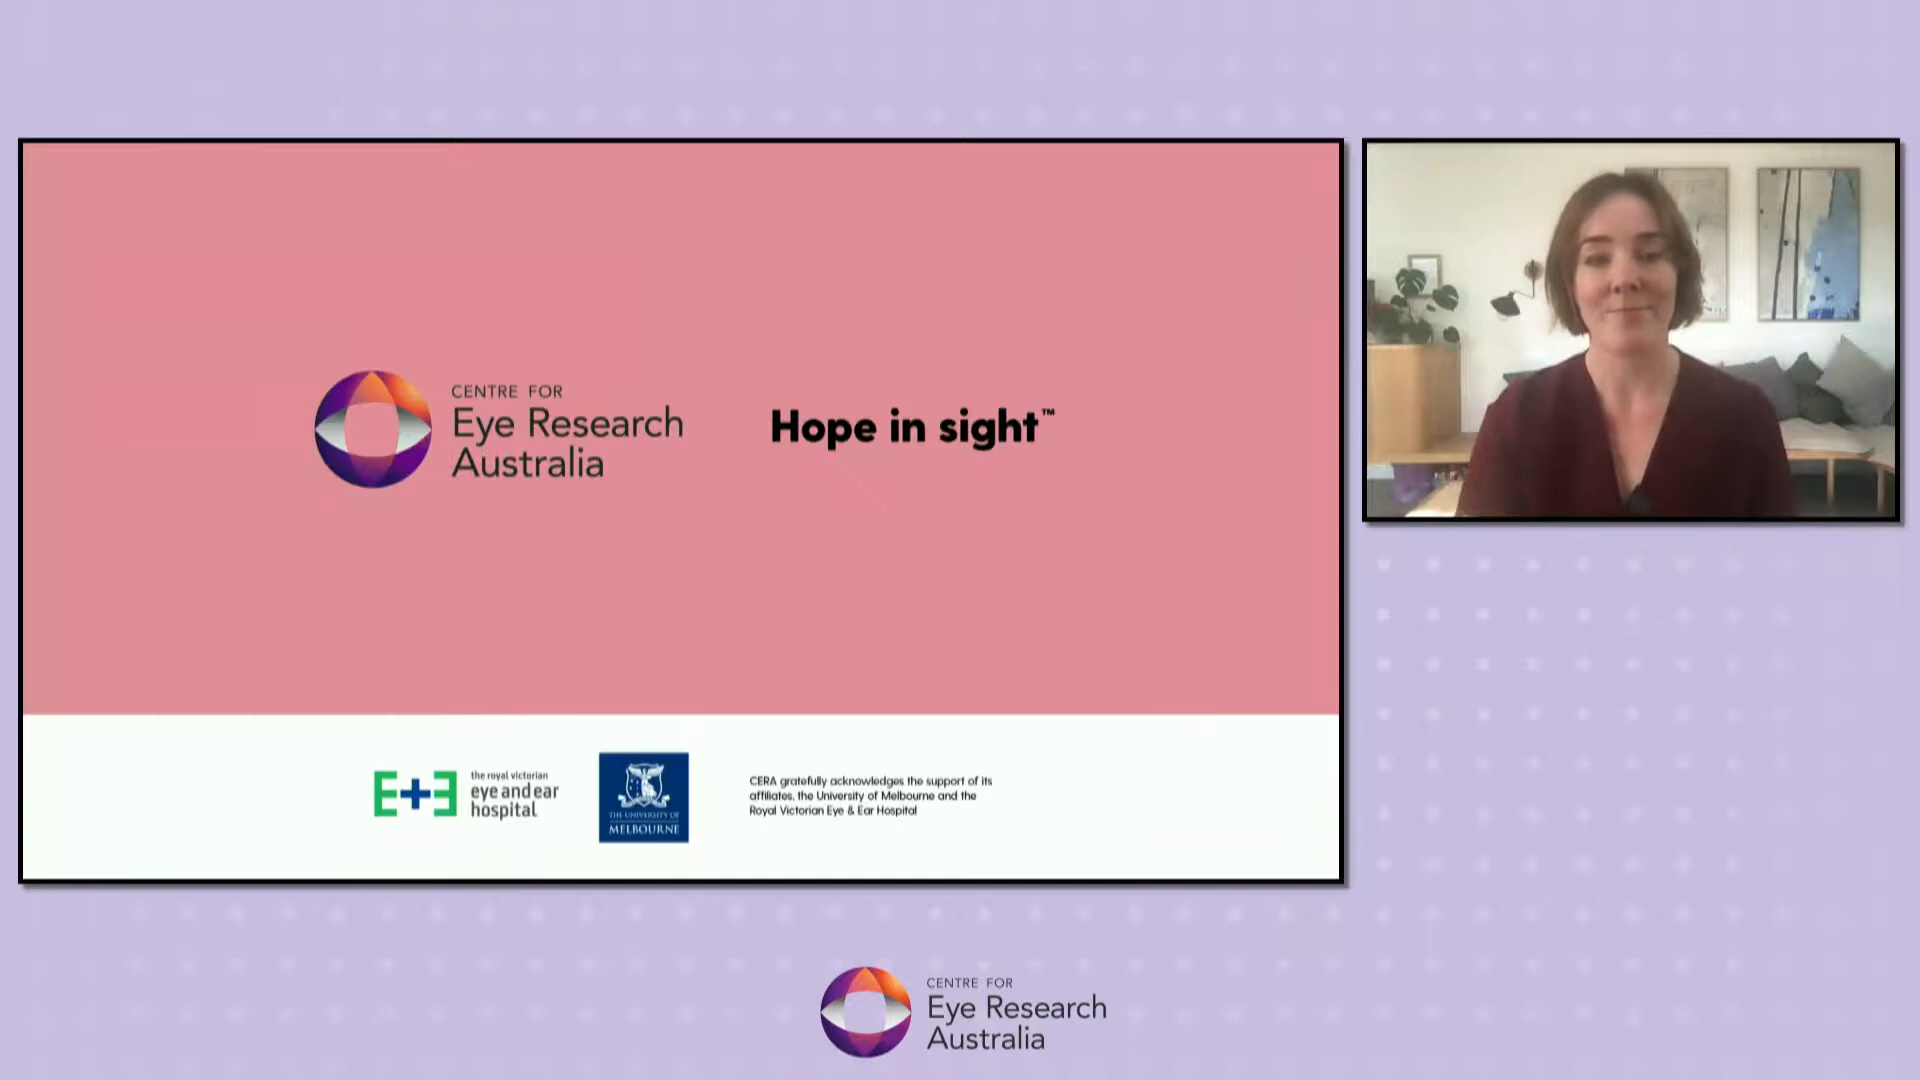 CENTRE FOR
Eye Research
Australia
Hope in sight™
E+E
the royal victorian
eye and ear
hospital
THE UNIVERSITY OF
MELBOURNE
CERA gratefully acknowledges the support of its
affiliates, the University of Melbourne and the
Royal Victorian Eye & Ear Hospital
CENTRE FOR
Eye Research
Australia